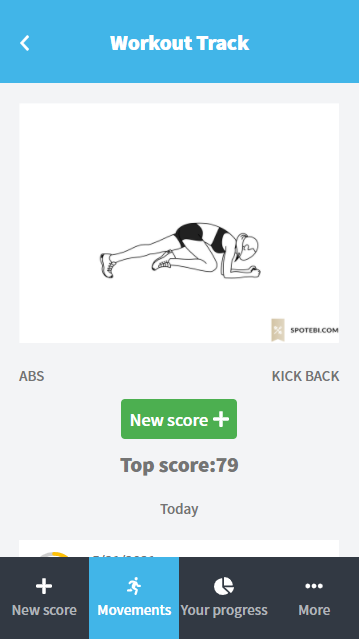 Workout Track
SPOTEBI.COM
ABS
KICK BACK
New score
Top score:79
Today
New score
Movements
Your progress
More